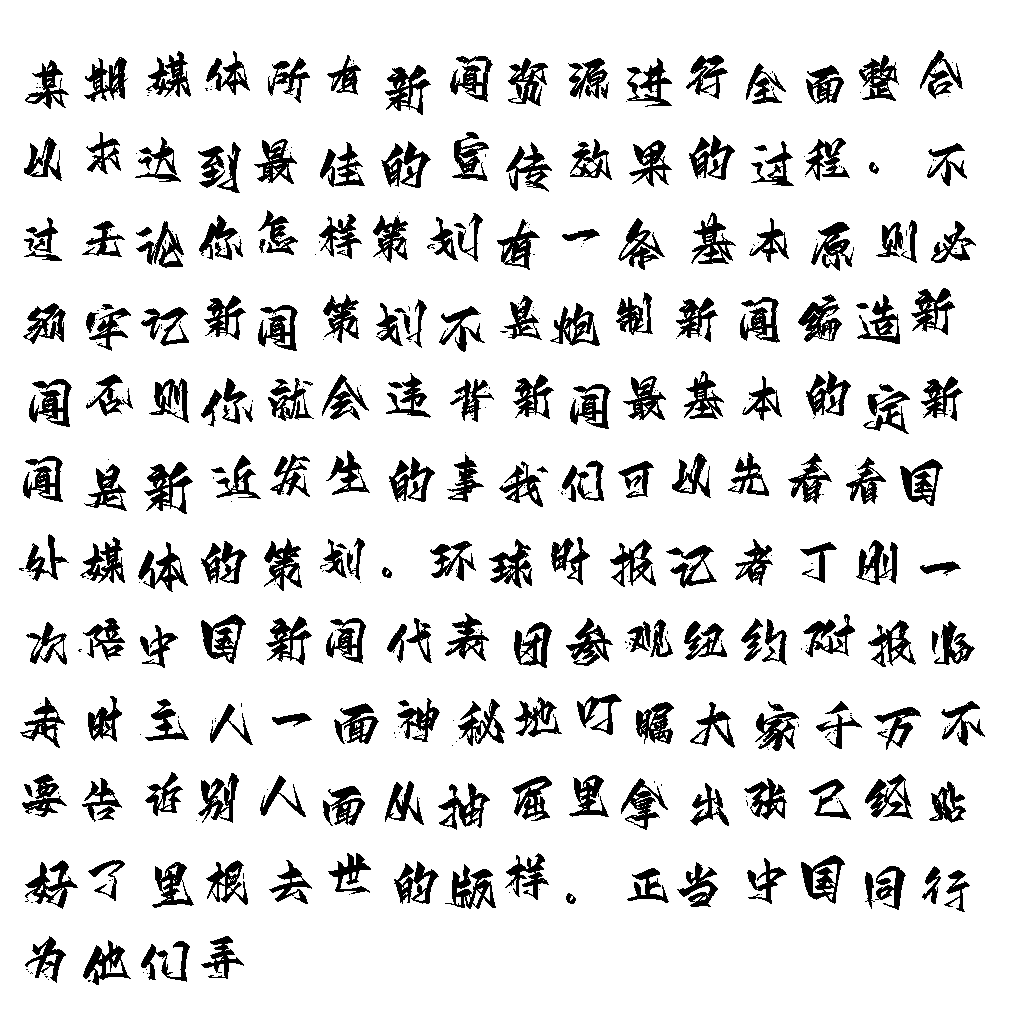 某期媒体所有新闻资源进行全面整合
以求达到最佳的宣传效果的过程。不
过无论你怎样策划有一条基本原则必
须牢记新闻策划不是炮制新闻编造新
闻否则你就会违背新闻最基本的定新
闻是新近发生的事我们可以先看看国
外媒体的策划。环球时报记者丁刚一
次陪中国新闻代表团参观纽约附报临
走时主人一面神秘地叮嘱大家千万不
要告诉别人面从抽屉里拿出张已经贴
好了里根去世的版样。正当中国同行
为他们弄